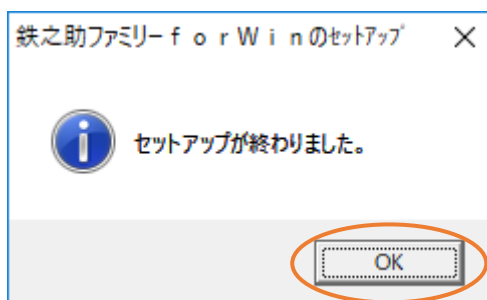 鉄之助ﾌｧﾐﾘｰｆｏｒＷｉｎのｾｯﾄｱｯﾌﾟ
セットアップが終わりました。
OK